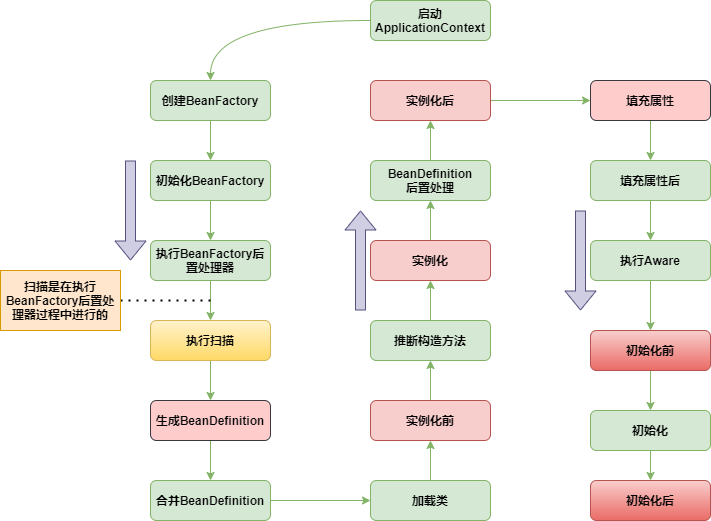 启动
ApplicationContext
创建BeanFactory
初始化BeanFactory
执行BeanFactory后
置处理器
扫描是在执行
BeanFactory后置处
理器过程中进行的
执行扫描
生成BeanDefinition
合并BeanDefinition
加载类
实例化前
推断构造方法
实例化
BeanDefinition
后置处理
实例化后
填充属性
填充属性后
执行Aware
初始化前
初始化
初始化后